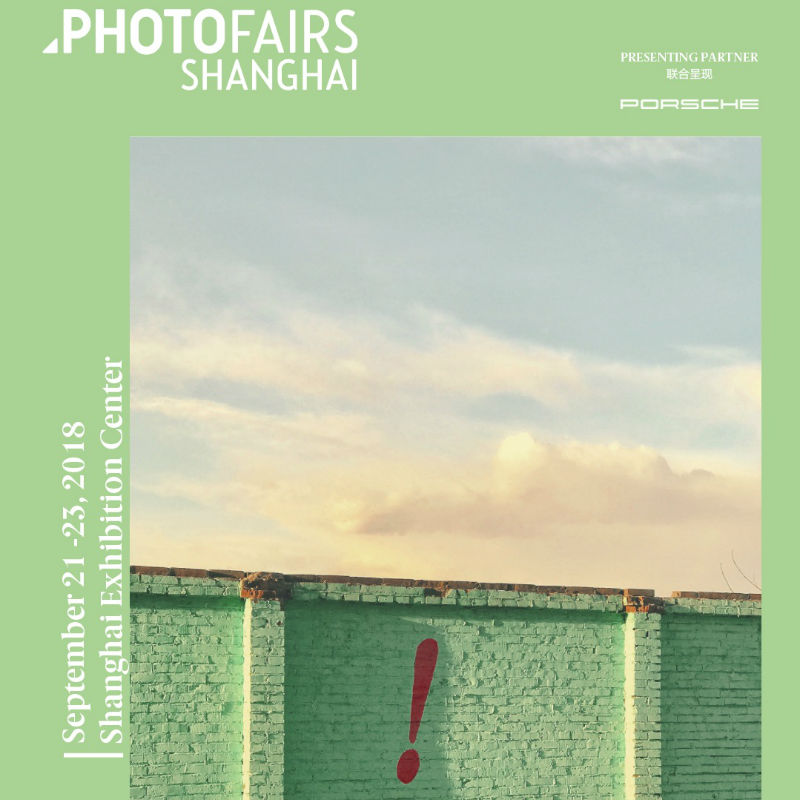 PHOTOFAIRS
SHANGHAI
PRESENTING PARTNER
联合呈现
PORSCHE
September 21 -23, 2018
Shanghai Exhibition Center
!